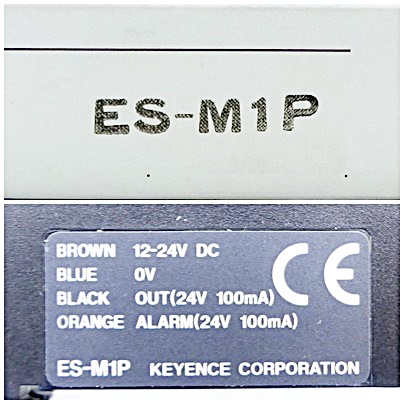 ES-M1P
BROWN 12-24V DC
BLUE 0V
BLACK OUT(24V 100mA)
ORANGE ALARM(24V 100mA)
CE
ES-M1P KEYENCE CORPORATION